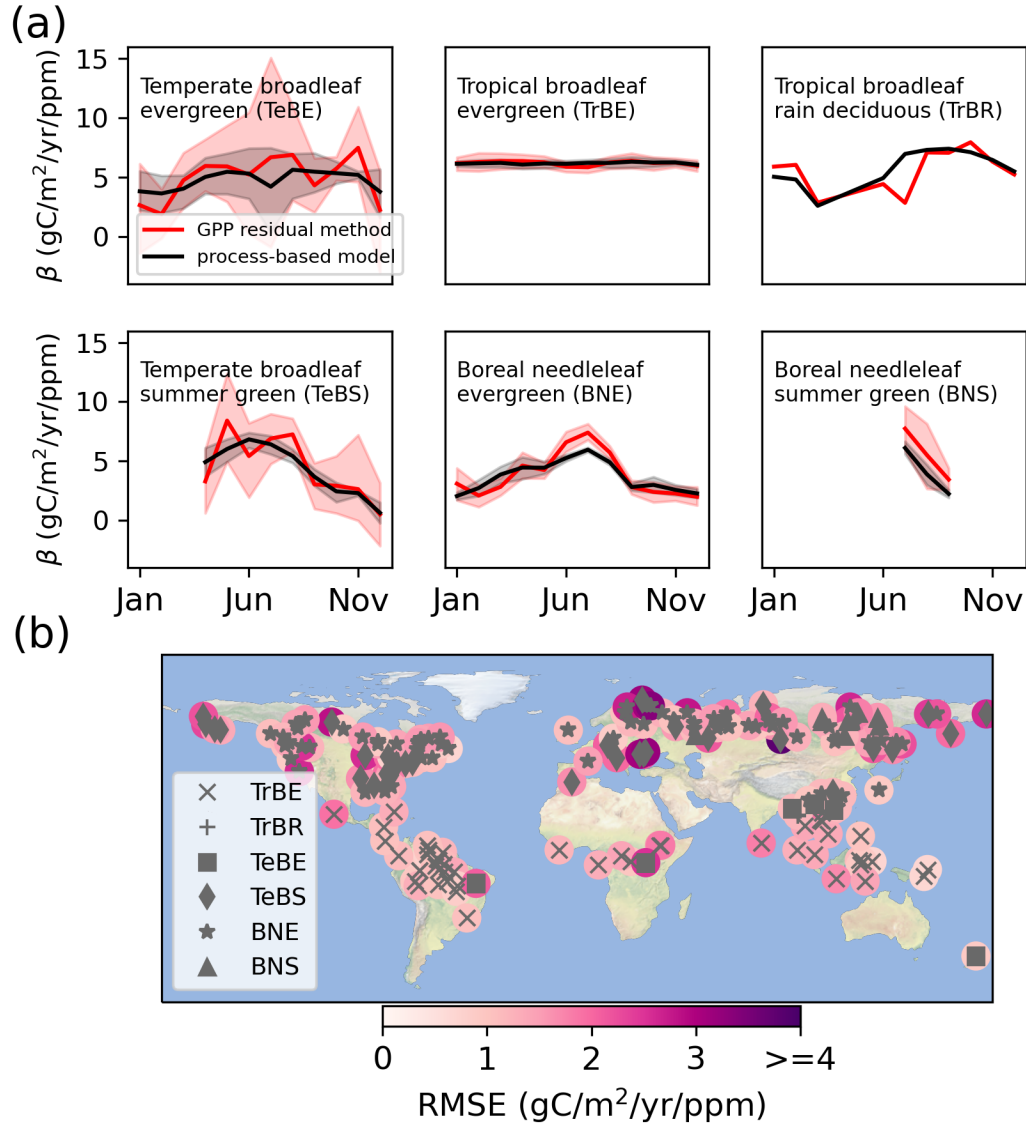 (a)
β (gC/m²/yr/ppm)
15
10
5
0
Temperate broadleaf
evergreen (TeBE)
GPP residual method
process-based model
Tropical broadleaf
evergreen (TrBE)
Tropical broadleaf
rain deciduous (TrBR)
β (gC/m²/yr/ppm)
15
10
5
0
Temperate broadleaf
summer green (TeBS)
Boreal needleleaf
evergreen (BNE)
Boreal needleleaf
summer green (BNS)
Jan Jun Nov
Jan Jun Nov
Jan Jun Nov
(b)
TrBE
TrBR
TeBE
TeBS
BNE
BNS
0 1 2 3 >=4
RMSE (gC/m²/yr/ppm)